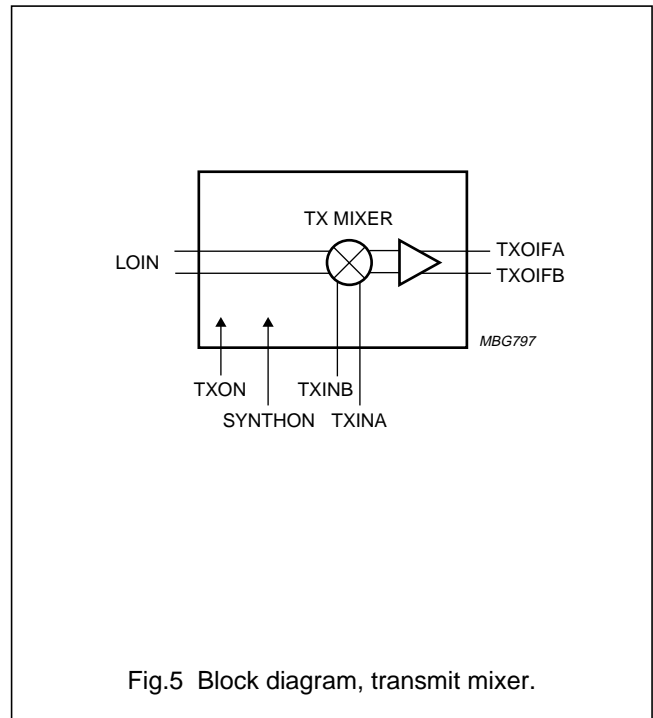 TX MIXER
LOIN
TXOIFA
TXOIFB
MBG797
TXON
TXINB
SYNTHON
TXINA
Fig.5 Block diagram, transmit mixer.